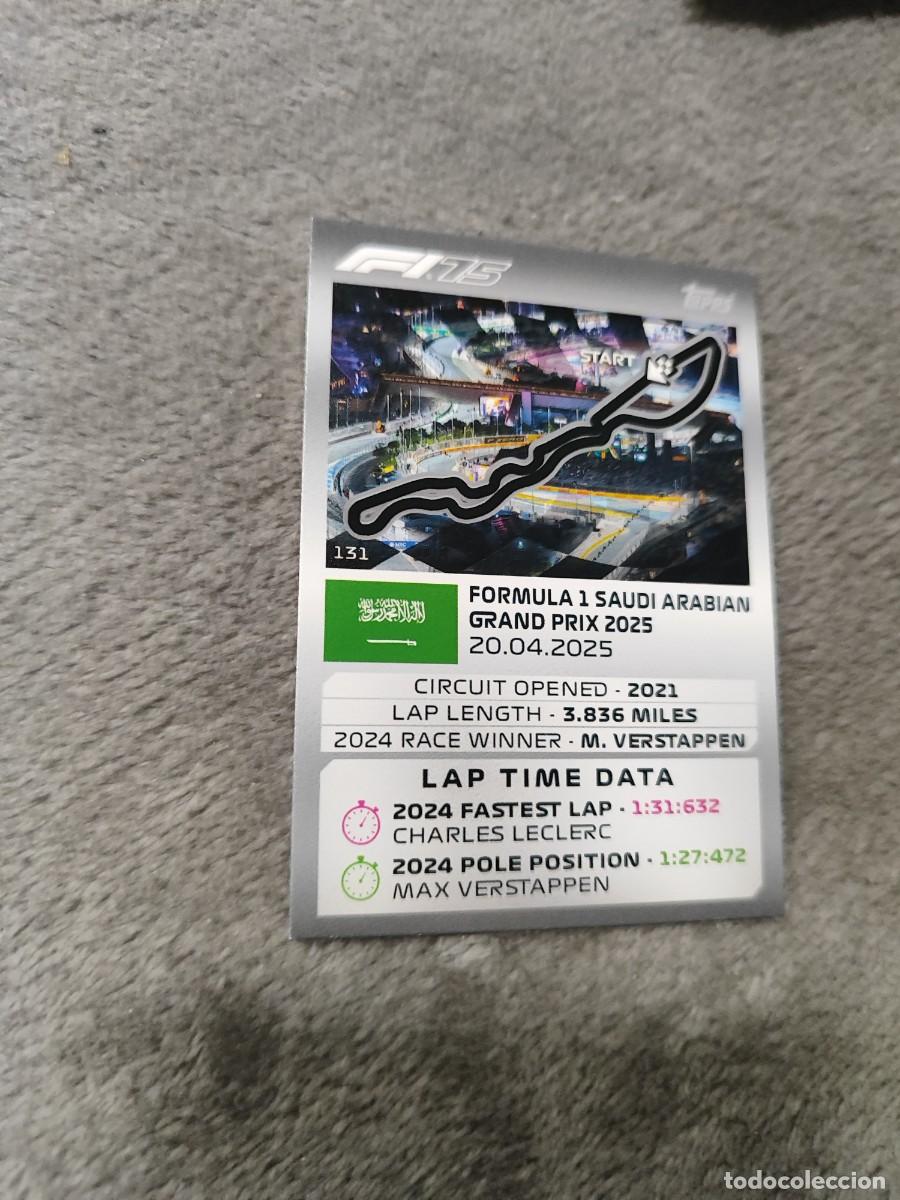 F1 75
Topps
START
131
FORMULA 1 SAUDI ARABIAN
GRAND PRIX 2025
20.04.2025
CIRCUIT OPENED - 2021
LAP LENGTH - 3.836 MILES
2024 RACE WINNER - M. VERSTAPPEN
LAP TIME DATA
2024 FASTEST LAP - 1:31:632
CHARLES LECLERC
2024 POLE POSITION - 1:27:472
MAX VERSTAPPEN
todocoleccion